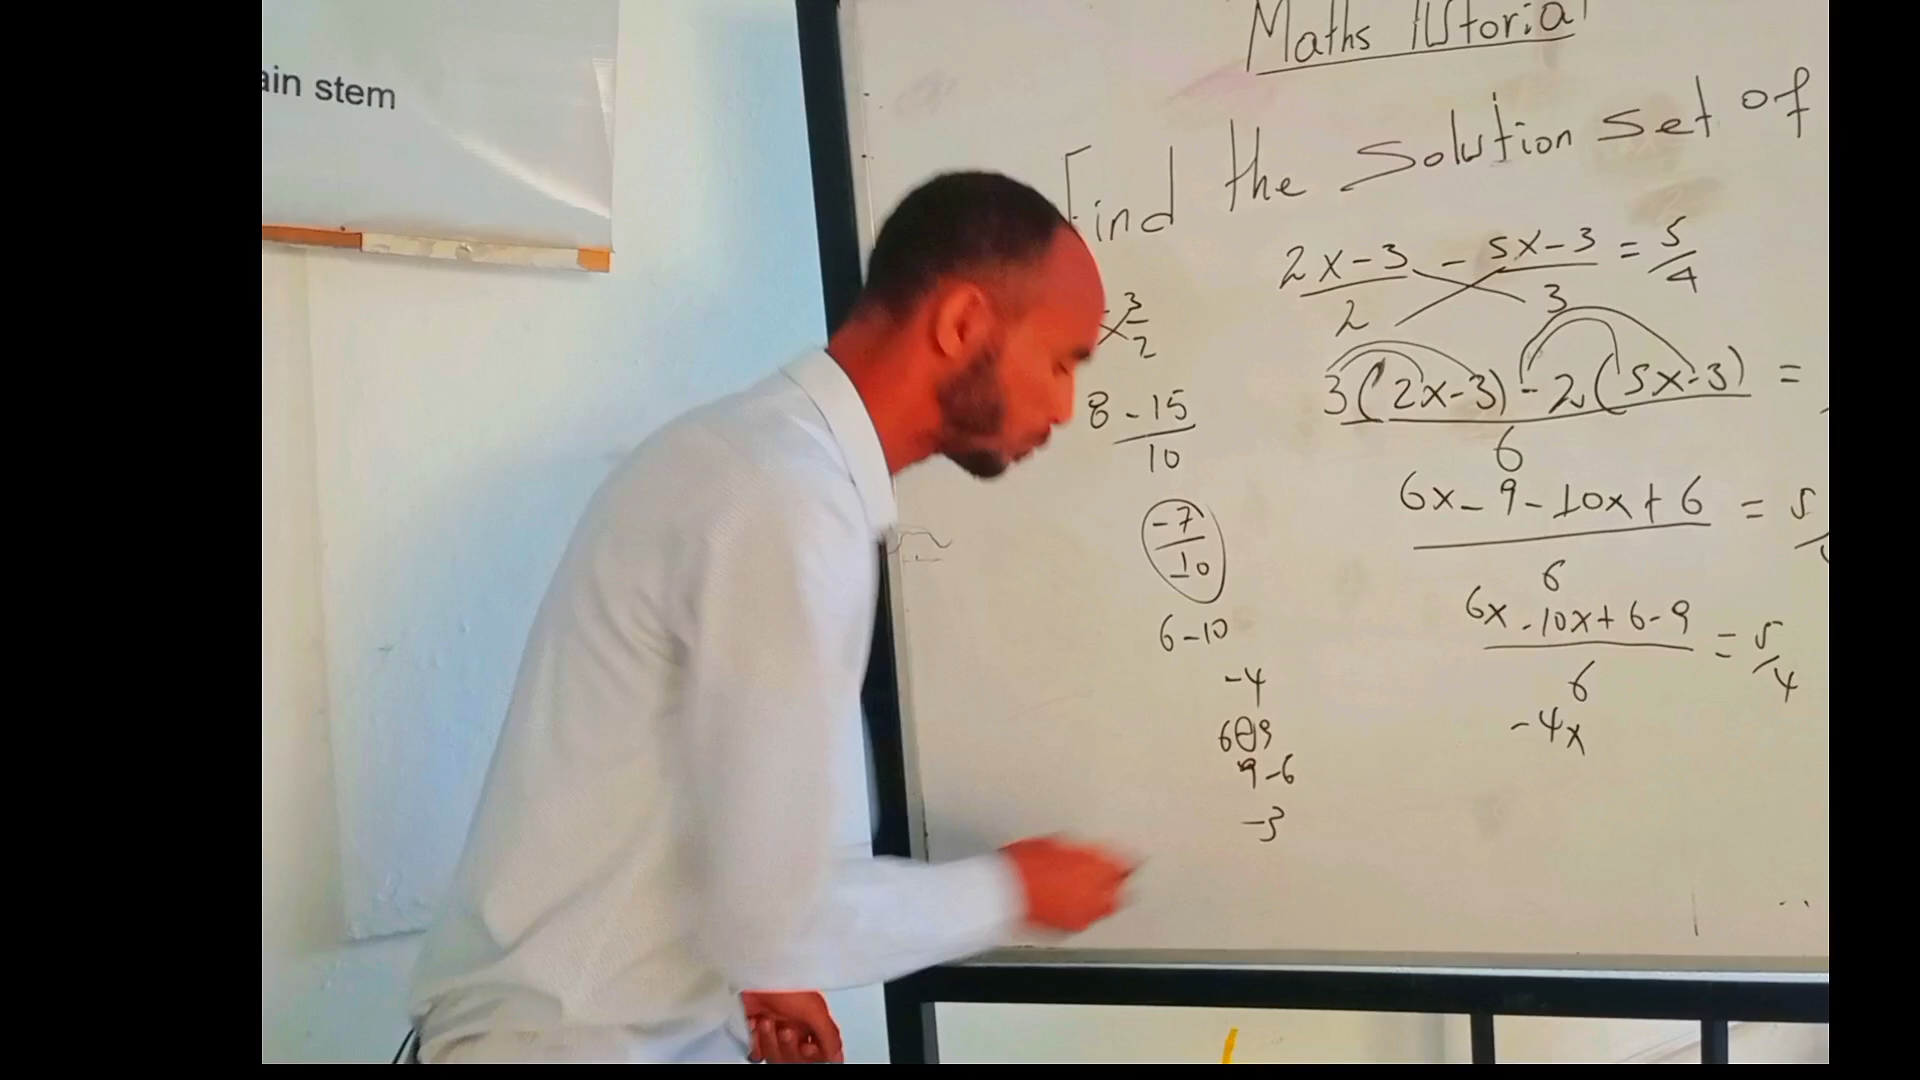 ain stem
Maths tutorial
Find the Solution Set of
2x-3/2 - 5x-3/3 = 5/4
3(2x-3) - 2(5x-3)/6 =
6x-9-10x+6/6 = 5/
6x-10x+6-9/6 = 5/4
-4x
3/2
8-15/10
-7/10
6-10
-4
6-9
9-6
-3